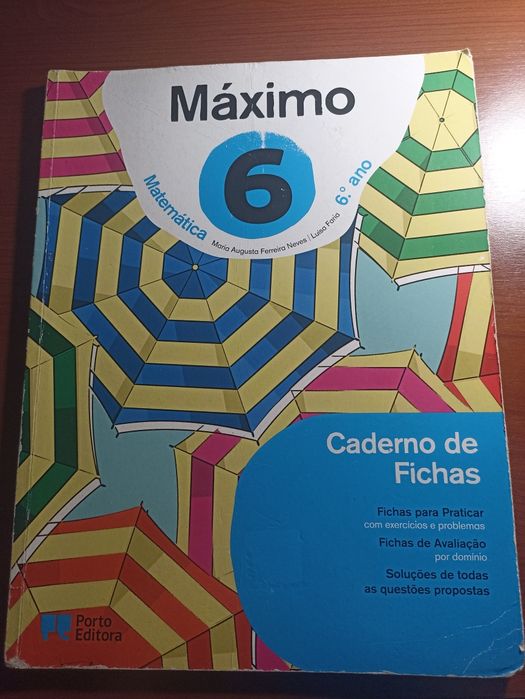 Máximo
6
Matemática
6.º ano
Maria Augusta Ferreira Neves | Luísa Faria
Caderno de
Fichas
Fichas para Praticar
com exercícios e problemas
Fichas de Avaliação
por domínio
Soluções de todas
as questões propostas
Porto
Editora